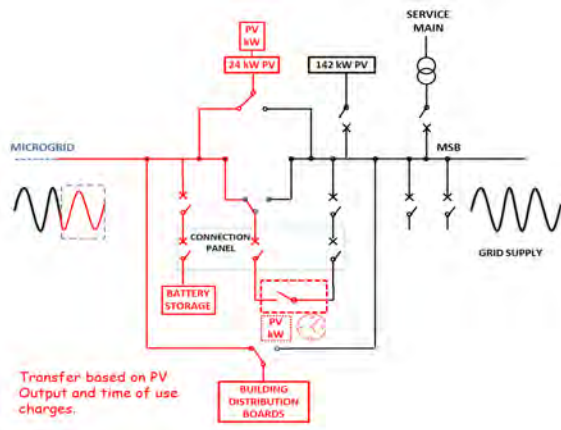 PV
kW
24 kW PV
142 kW PV
SERVICE
MAIN
MICROGRID
MSB
CONNECTION
PANEL
GRID SUPPLY
BATTERY
STORAGE
PV
kW
Transfer based on PV
Output and time of use
charges.
BUILDING
DISTRIBUTION
BOARDS